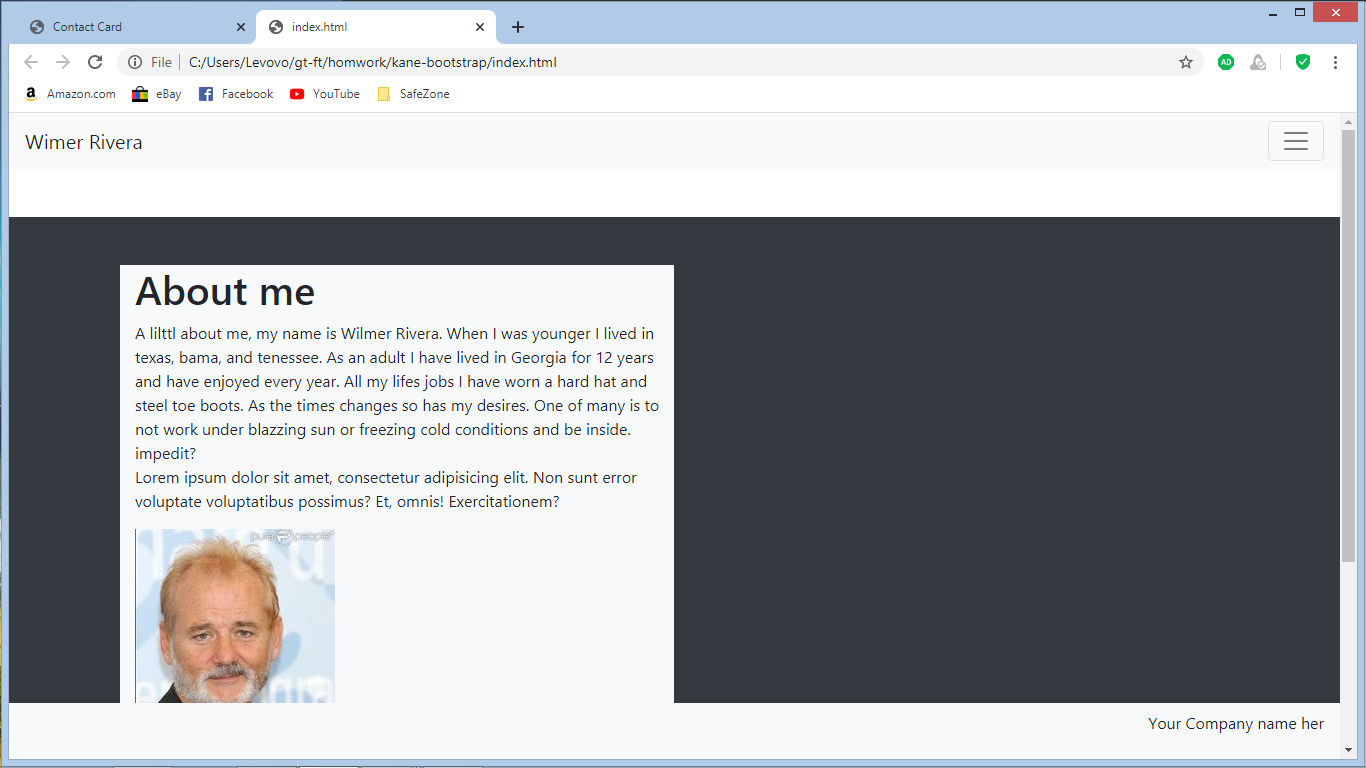 Contact Card
index.html
File
C:/Users/Levovo/gt-ft/homwork/kane-bootstrap/index.html
AD
a Amazon.com
eBay
Facebook
YouTube
SafeZone
Wimer Rivera
About me
A lilttl about me, my name is Wilmer Rivera. When I was younger I lived in
texas, bama, and tenessee. As an adult I have lived in Georgia for 12 years
and have enjoyed every year. All my lifes jobs I have worn a hard hat and
steel toe boots. As the times changes so has my desires. One of many is to
not work under blazzing sun or freezing cold conditions and be inside.
impedit?
Lorem ipsum dolor sit amet, consectetur adipisicing elit. Non sunt error
voluptate voluptatibus possimus? Et, omnis! Exercitationem?
pure people
Your Company name her